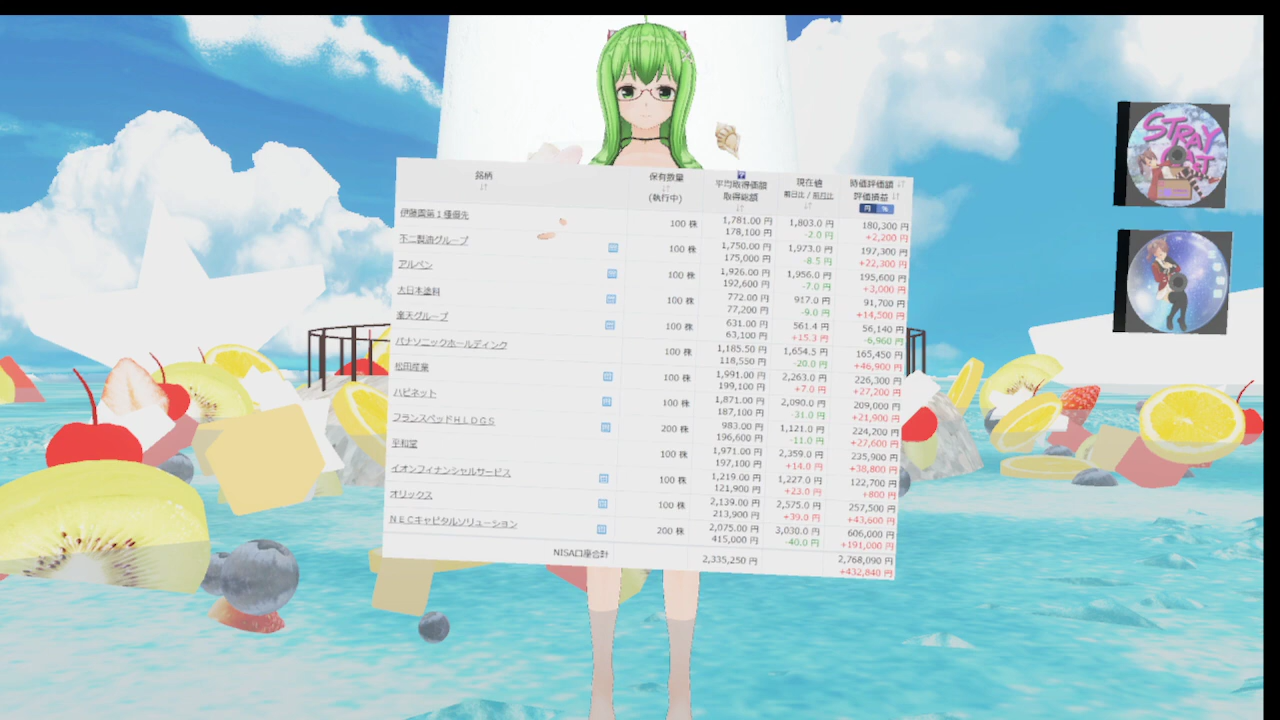 銘柄 保有数量 平均取得価額 現在値 時価評価額
(執行中) 取得総額 前日比 / 前月比 評価損益
円 %
伊藤園第1種優先 100 株 1,781.00 円 1,803.0 円 180,300 円
178,100 円 -2.0 円 +2,200 円
不二製油グループ 100 株 1,750.00 円 1,973.0 円 197,300 円
175,000 円 -8.5 円 +22,300 円
アルペン 100 株 1,926.00 円 1,956.0 円 195,600 円
192,600 円 -7.0 円 +3,000 円
大日本塗料 100 株 772.00 円 917.0 円 91,700 円
77,200 円 -9.0 円 +14,500 円
楽天グループ 100 株 631.00 円 561.4 円 56,140 円
63,100 円 +15.3 円 -6,960 円
パナソニックホールディング 100 株 1,185.50 円 1,654.5 円 165,450 円
118,550 円 -20.0 円 +46,900 円
松田産業 100 株 1,991.00 円 2,263.0 円 226,300 円
199,100 円 +7.0 円 +27,200 円
ハピネット 100 株 1,871.00 円 2,090.0 円 209,000 円
187,100 円 -31.0 円 +21,900 円
フランスベッドHLDGS 200 株 983.00 円 1,121.0 円 224,200 円
196,600 円 -11.0 円 +27,600 円
平和堂 100 株 1,971.00 円 2,359.0 円 235,900 円
197,100 円 +14.0 円 +38,800 円
イオンフィナンシャルサービス 100 株 1,219.00 円 1,227.0 円 122,700 円
121,900 円 +23.0 円 +800 円
オリックス 100 株 2,139.00 円 2,575.0 円 257,500 円
213,900 円 +39.0 円 +43,600 円
NECキャピタルソリューション 200 株 2,075.00 円 3,030.0 円 606,000 円
415,000 円 -40.0 円 +191,000 円
NISA口座合計 2,335,250 円 2,768,090 円
+432,840 円
STRAY
CAT